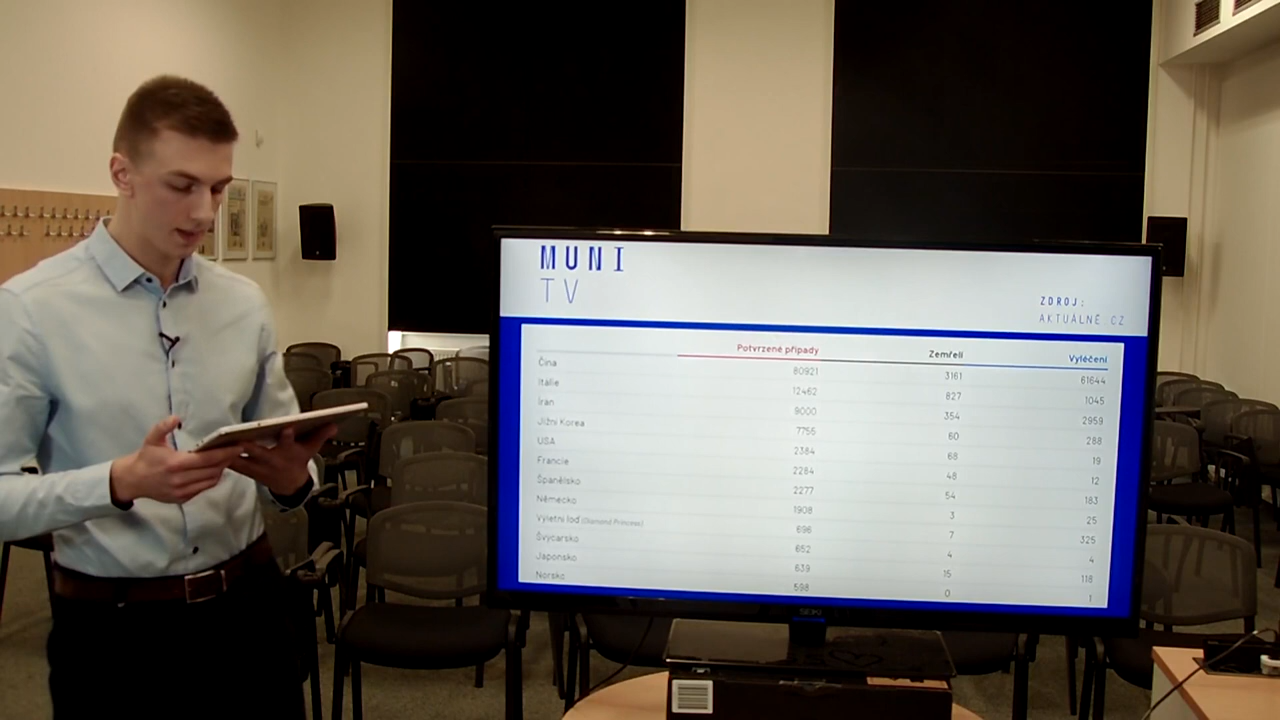 MUNI
TV
ZDROJ:
AKTUÁLNĚ.CZ
Potvrzené případy Zemřelí Vyléčení
Čína 80921 3161 61644
Itálie 12462 827 1045
Írán 9000 354 2959
Jižní Korea 7755 60 288
USA 2384 68 19
Francie 2284 48 12
Španělsko 2277 54 183
Německo 1908 3 25
Výletní loď (Diamond Princess) 696 7 325
Švýcarsko 652 4 4
Japonsko 639 15 118
Norsko 598 0 1
SEIKI